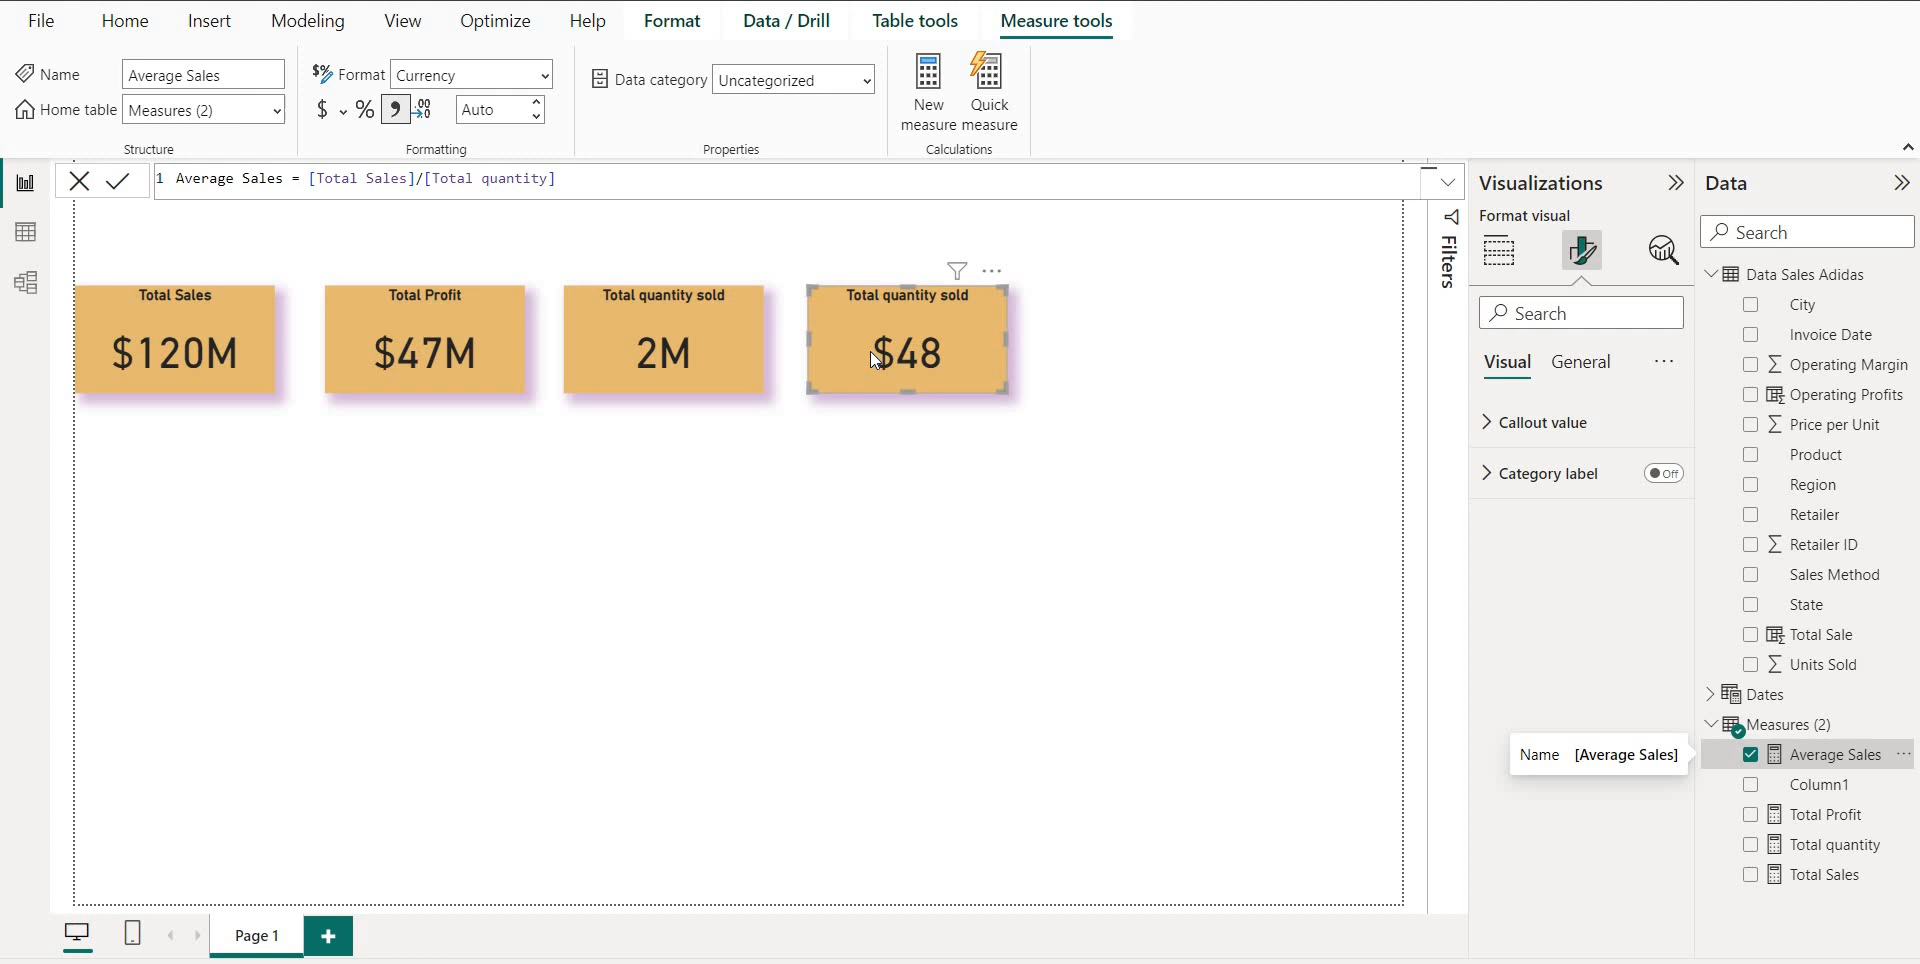 File Home Insert Modeling View Optimize Help Format Data / Drill Table tools Measure tools
Name Average Sales
Home table Measures (2)
Structure
$% Format Currency
$ % , .00 →.0 Auto
Formatting
Data category Uncategorized
Properties
New measure
Quick measure
Calculations
1 Average Sales = [Total Sales]/[Total quantity]
Total Sales
$120M
Total Profit
$47M
Total quantity sold
2M
Total quantity sold
$48
Filters
Visualizations
Format visual
Search
Visual General
Callout value
Category label Off
Name [Average Sales]
Data
Search
Data Sales Adidas
City
Invoice Date
Operating Margin
Operating Profits
Price per Unit
Product
Region
Retailer
Retailer ID
Sales Method
State
Total Sale
Units Sold
Dates
Measures (2)
Average Sales
Column1
Total Profit
Total quantity
Total Sales
Page 1